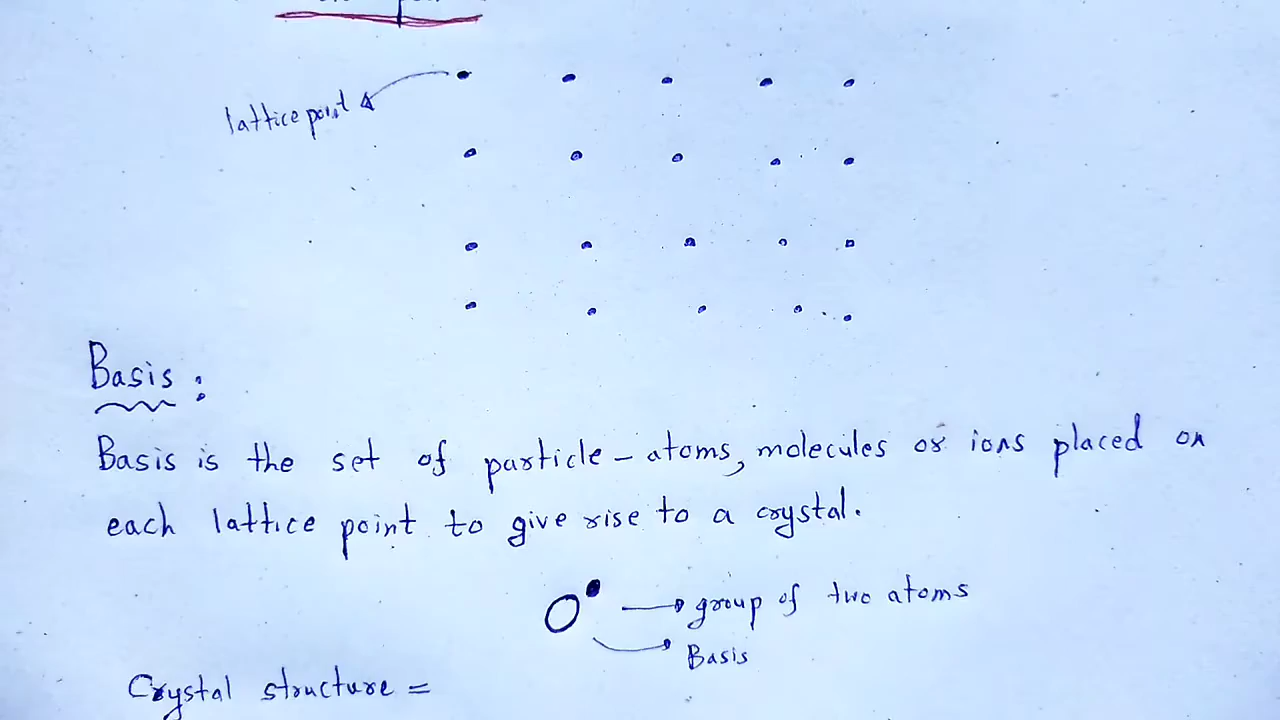 lattice point
Basis :
Basis is the set of particle - atoms, molecules or ions placed on
each lattice point to give rise to a crystal.
group of two atoms
Basis
Crystal structure =